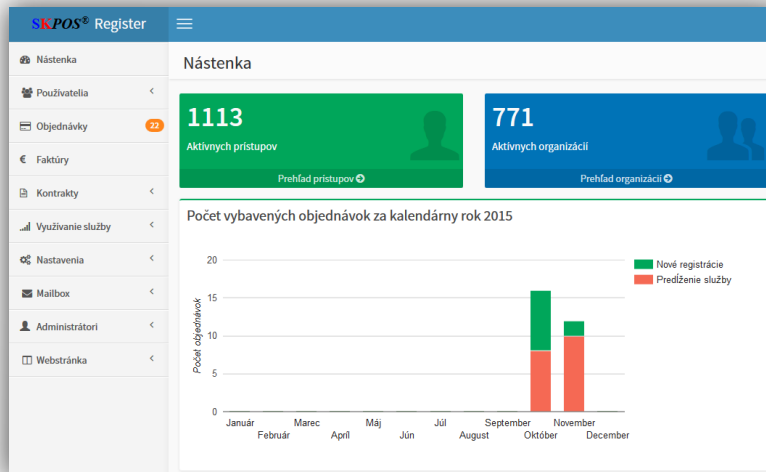 SKPOS® Register
Nástenka
Používatelia
Objednávky 22
€ Faktúry
Kontrakty
Využívanie služby
Nastavenia
Mailbox
Administrátori
Webstránka
Nástenka
1113
Aktívnych prístupov
Prehľad prístupov
771
Aktívnych organizácií
Prehľad organizácií
Počet vybavených objednávok za kalendárny rok 2015
Počet objednávok
20
15
10
5
0
Január Marec Máj Júl September November
Február Apríl Jún August Október December
Nové registrácie
Predĺženie služby